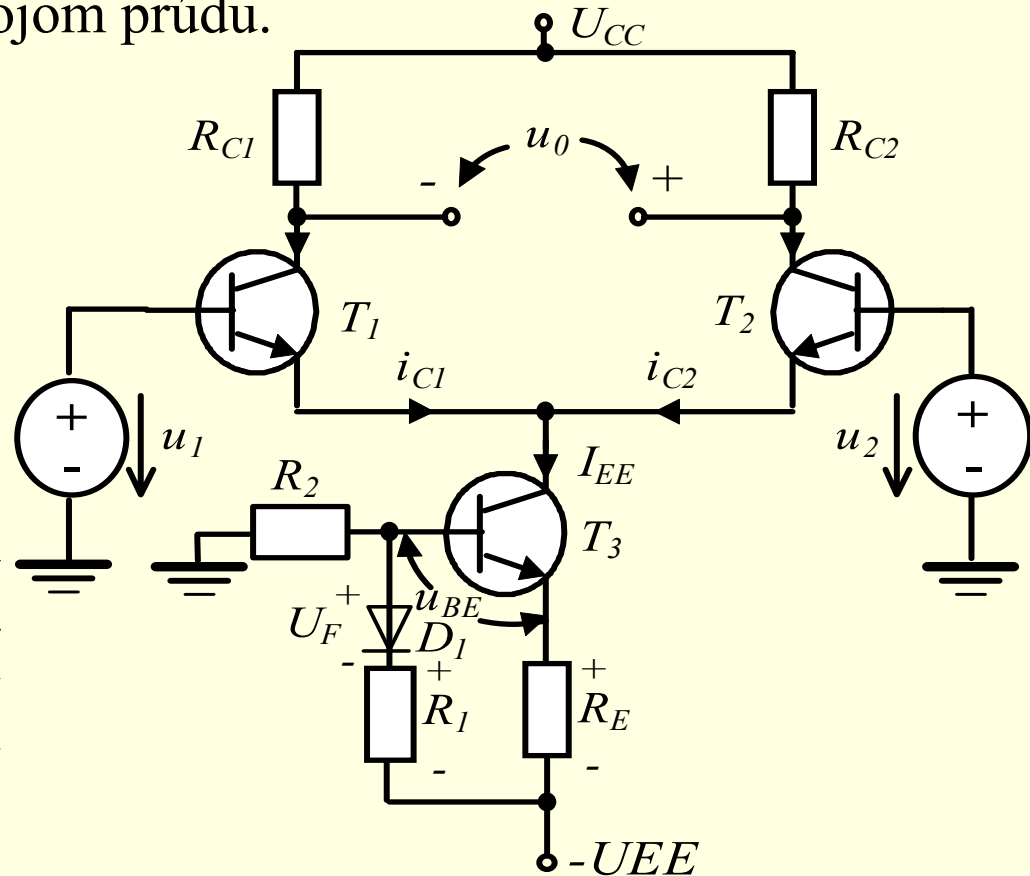 ojom prúdu.
U_CC
R_C1
u_0
R_C2
- +
T_1
T_2
i_C1
i_C2
+
-
u_1
u_2
+
-
R_2
I_EE
T_3
+
U_F
-
u_BE
D_1
+
R_1
-
+
R_E
-
-UEE